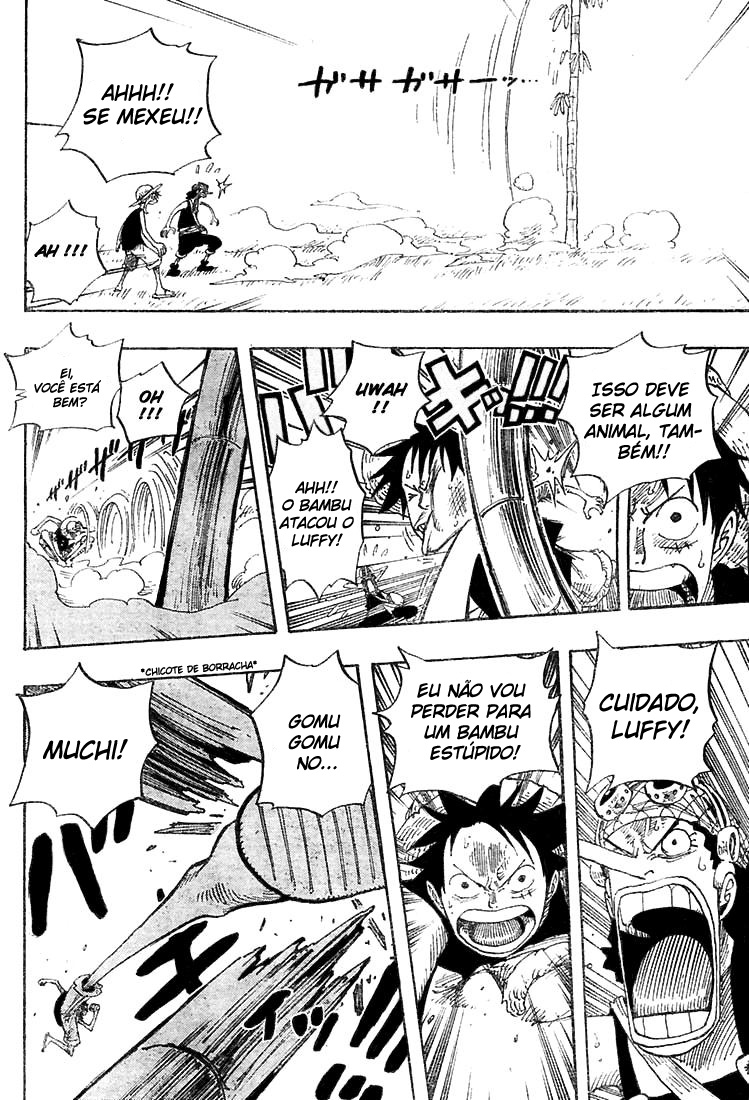 ガサガサーッ…
AHHH!!
SE MEXEU!!
AH !!!
ISSO DEVE
SER ALGUM
ANIMAL, TAM-
BÉM!!
UWAH
!!
AHH!!
O BAMBU
ATACOU O
LUFFY!
OH
!!!
EI,
VOCÊ ESTÁ
BEM?
CUIDADO,
LUFFY!
EU NÃO VOU
PERDER PARA
UM BAMBU
ESTÚPIDO!
GOMU
GOMU
NO...
*CHICOTE DE BORRACHA*
MUCHI!